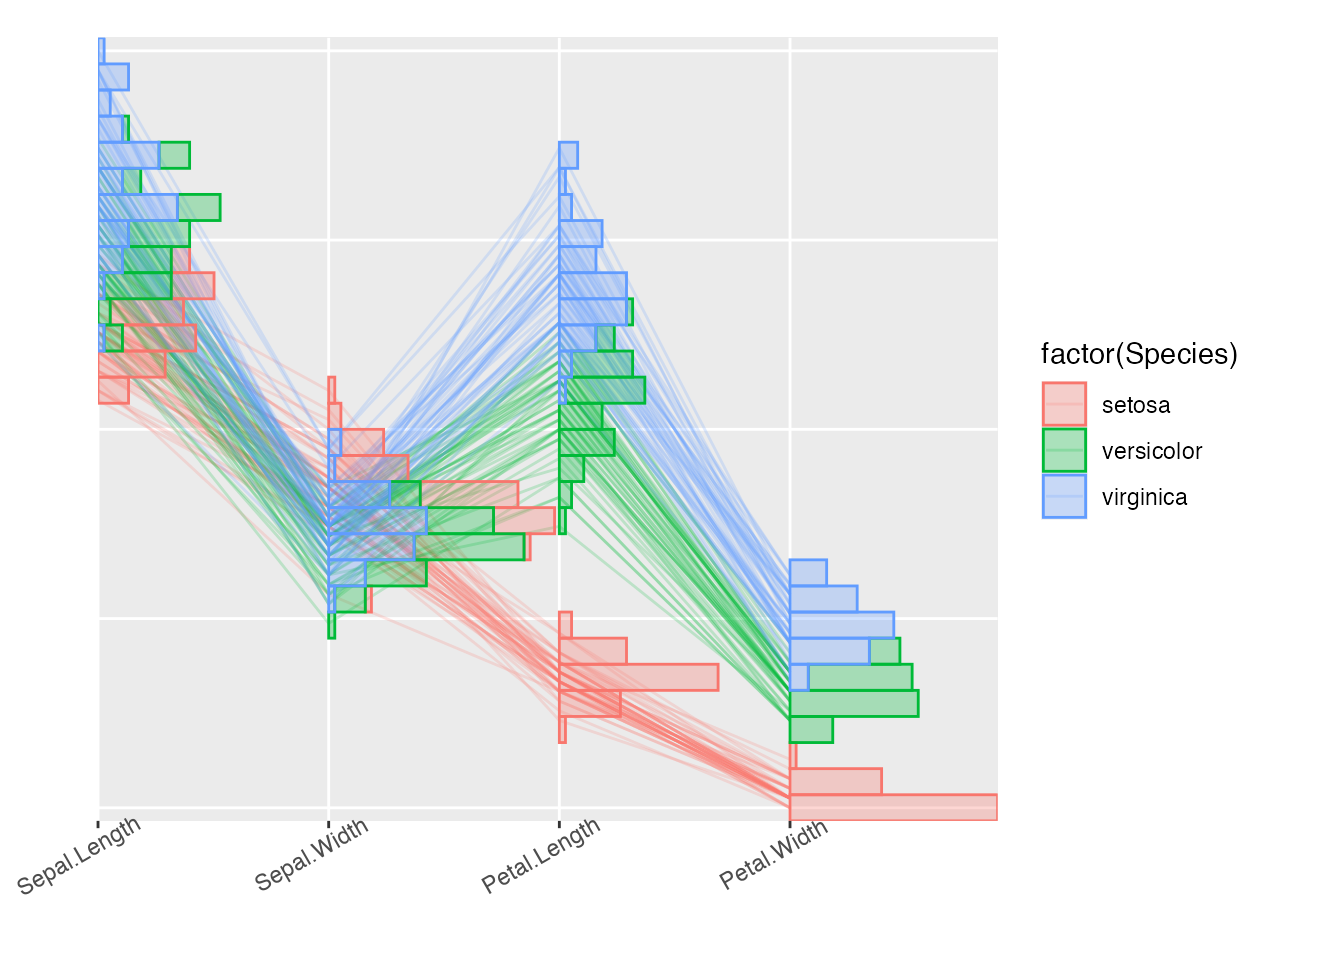 factor(Species)
setosa
versicolor
virginica
Sepal.Length
Sepal.Width
Petal.Length
Petal.Width